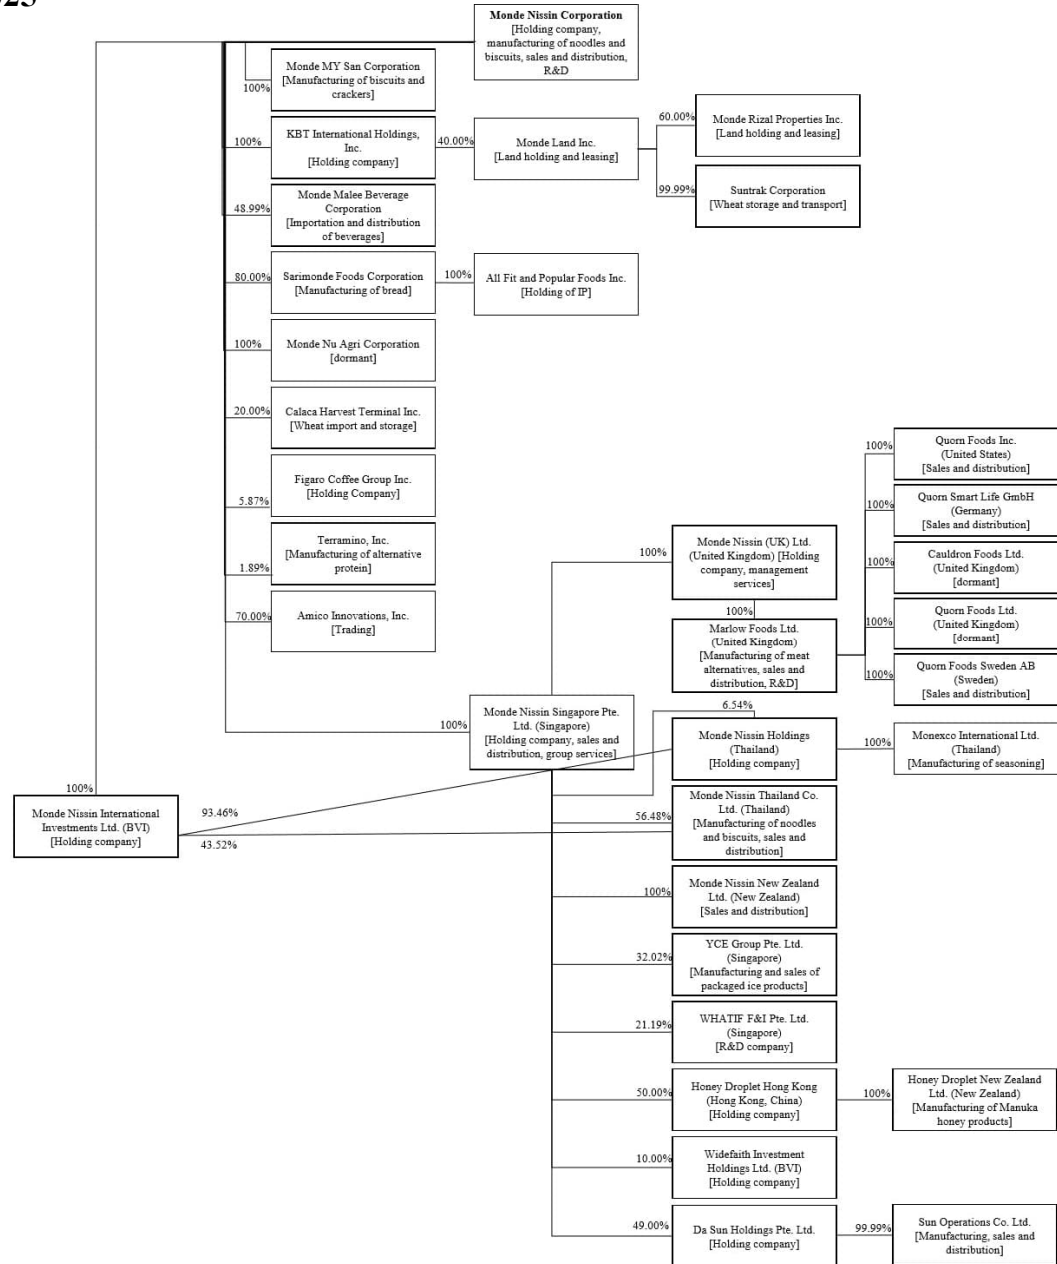 Monde Nissin Corporation
[Holding company,
manufacturing of noodles and
biscuits, sales and distribution,
R&D
Monde MY San Corporation
[Manufacturing of biscuits and
crackers]
100%
KBT International Holdings,
Inc.
[Holding company]
100%
40.00%
Monde Land Inc.
[Land holding and leasing]
60.00%
Monde Rizal Properties Inc.
[Land holding and leasing]
99.99%
Suntrak Corporation
[Wheat storage and transport]
Monde Malee Beverage
Corporation
[Importation and distribution
of beverages]
48.99%
80.00%
Sarimonde Foods Corporation
[Manufacturing of bread]
100%
All Fit and Popular Foods Inc.
[Holding of IP]
100%
Monde Nu Agri Corporation
[dormant]
20.00%
Calaca Harvest Terminal Inc.
[Wheat import and storage]
5.87%
Figaro Coffee Group Inc.
[Holding Company]
1.89%
Terramino, Inc.
[Manufacturing of alternative
protein]
70.00%
Amico Innovations, Inc.
[Trading]
100%
Monde Nissin (UK) Ltd.
(United Kingdom) [Holding
company, management
services]
100%
Marlow Foods Ltd.
(United Kingdom)
[Manufacturing of meat
alternatives, sales and
distribution, R&D]
100%
Quorn Foods Inc.
(United States)
[Sales and distribution]
100%
Quorn Smart Life GmbH
(Germany)
[Sales and distribution]
100%
Cauldron Foods Ltd.
(United Kingdom)
[dormant]
100%
Quorn Foods Ltd.
(United Kingdom)
[dormant]
100%
Quorn Foods Sweden AB
(Sweden)
[Sales and distribution]
100%
Monde Nissin Singapore Pte.
Ltd. (Singapore)
[Holding company, sales and
distribution, group services]
6.54%
Monde Nissin Holdings
(Thailand)
[Holding company]
100%
Monexco International Ltd.
(Thailand)
[Manufacturing of seasoning]
100%
Monde Nissin International
Investments Ltd. (BVI)
[Holding company]
93.46%
43.52%
56.48%
Monde Nissin Thailand Co.
Ltd. (Thailand)
[Manufacturing of noodles
and biscuits, sales and
distribution]
100%
Monde Nissin New Zealand
Ltd. (New Zealand)
[Sales and distribution]
32.02%
YCE Group Pte. Ltd.
(Singapore)
[Manufacturing and sales of
packaged ice products]
21.19%
WHATIF F&I Pte. Ltd.
(Singapore)
[R&D company]
50.00%
Honey Droplet Hong Kong
(Hong Kong, China)
[Holding company]
100%
Honey Droplet New Zealand
Ltd. (New Zealand)
[Manufacturing of Manuka
honey products]
10.00%
Widefaith Investment
Holdings Ltd. (BVI)
[Holding company]
49.00%
Da Sun Holdings Pte. Ltd.
[Holding company]
99.99%
Sun Operations Co. Ltd.
[Manufacturing, sales and
distribution]